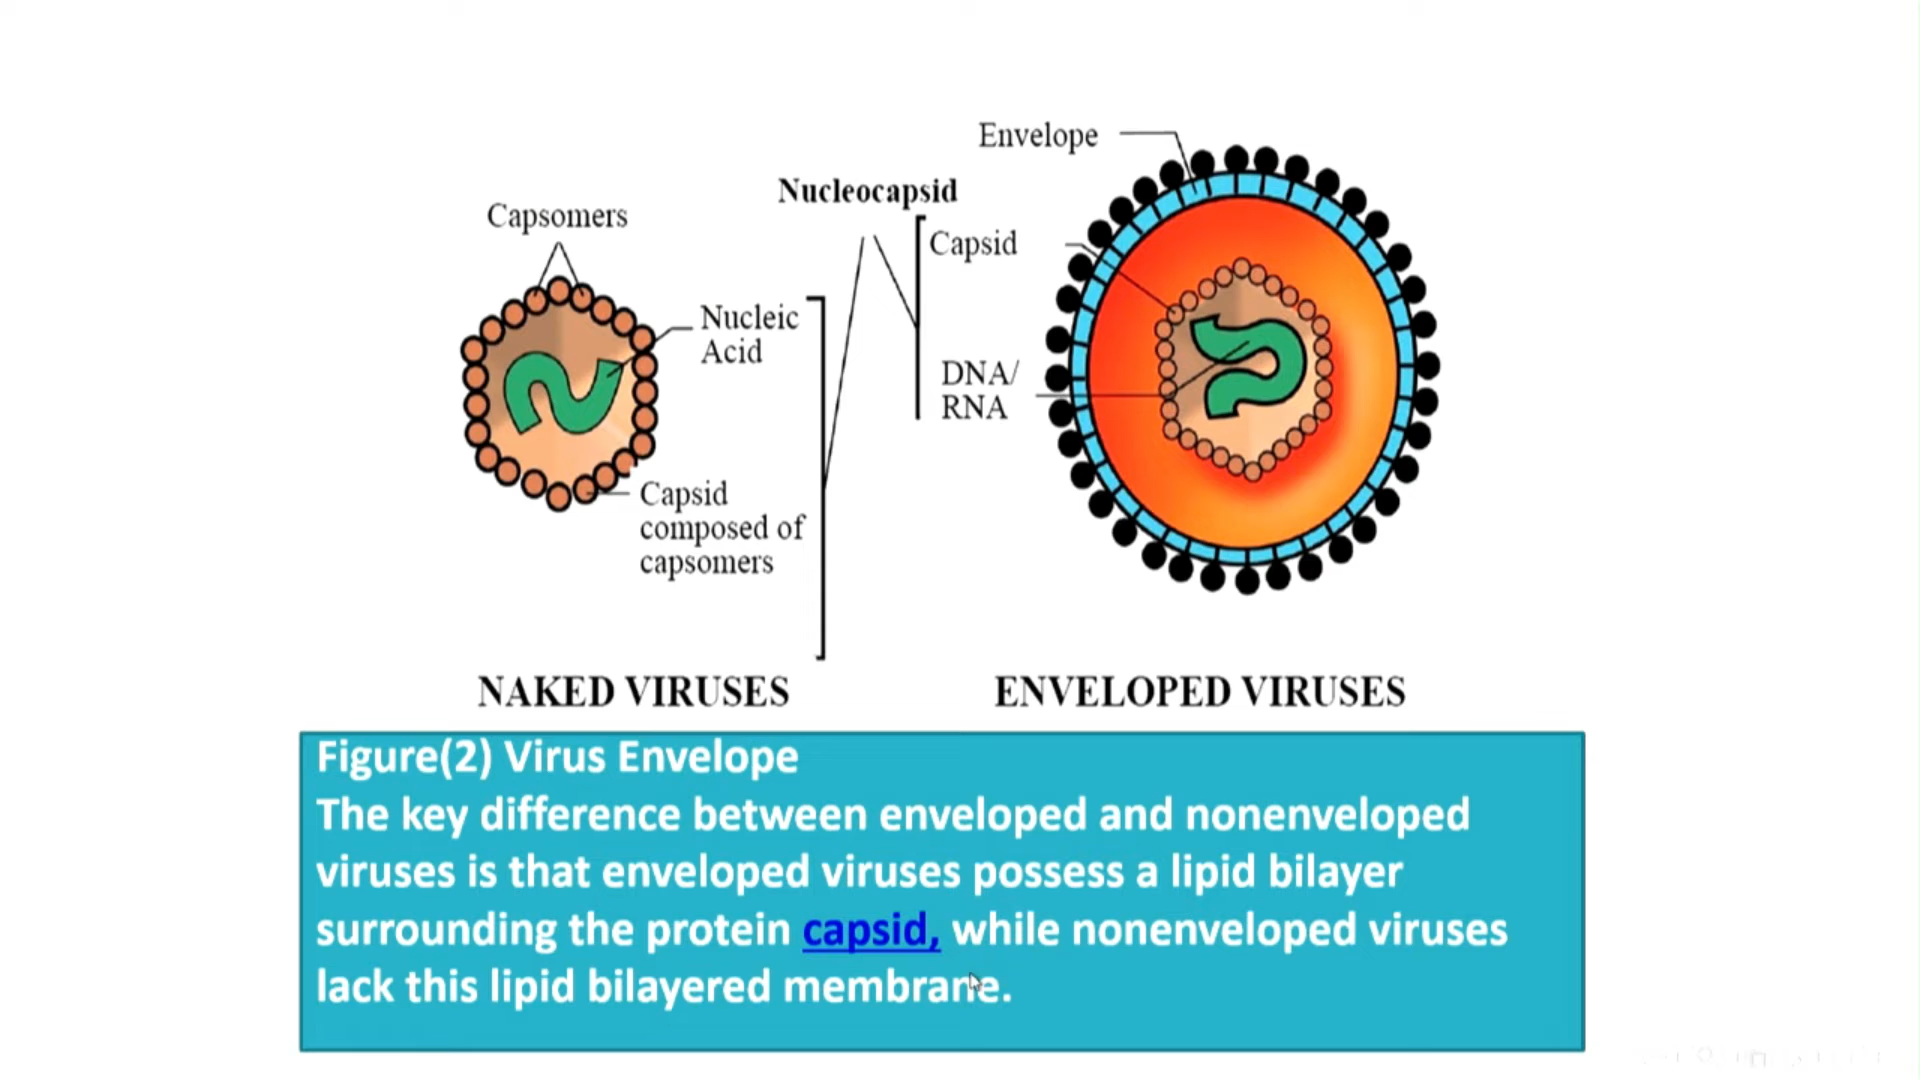 Envelope
Nucleocapsid
Capsomers
Capsid
Nucleic
Acid
DNA/
RNA
Capsid
composed of
capsomers
NAKED VIRUSES
ENVELOPED VIRUSES
Figure(2) Virus Envelope
The key difference between enveloped and nonenveloped
viruses is that enveloped viruses possess a lipid bilayer
surrounding the protein capsid, while nonenveloped viruses
lack this lipid bilayered membrane.